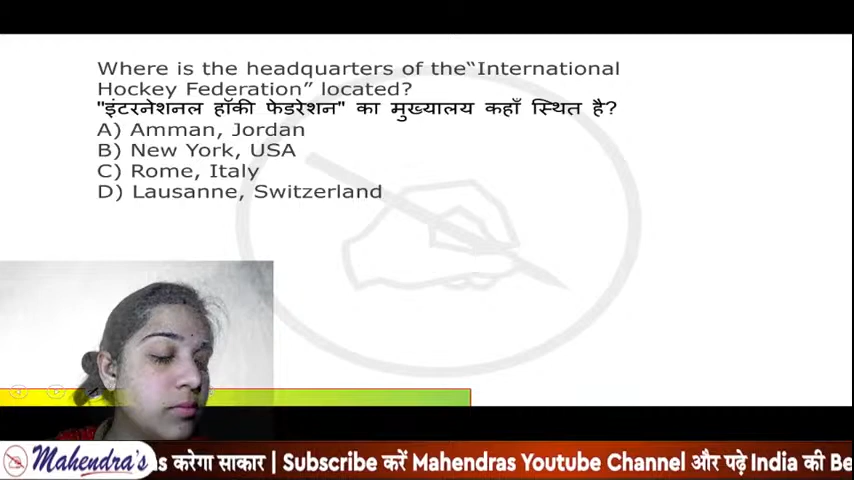 Where is the headquarters of the“International
Hockey Federation” located?
"इंटरनेशनल हॉकी फेडरेशन" का मुख्यालय कहाँ स्थित है?
A) Amman, Jordan
B) New York, USA
C) Rome, Italy
D) Lausanne, Switzerland
Mahendra's as करेगा साकार | Subscribe करें Mahendras Youtube Channel और पढ़े India की Be